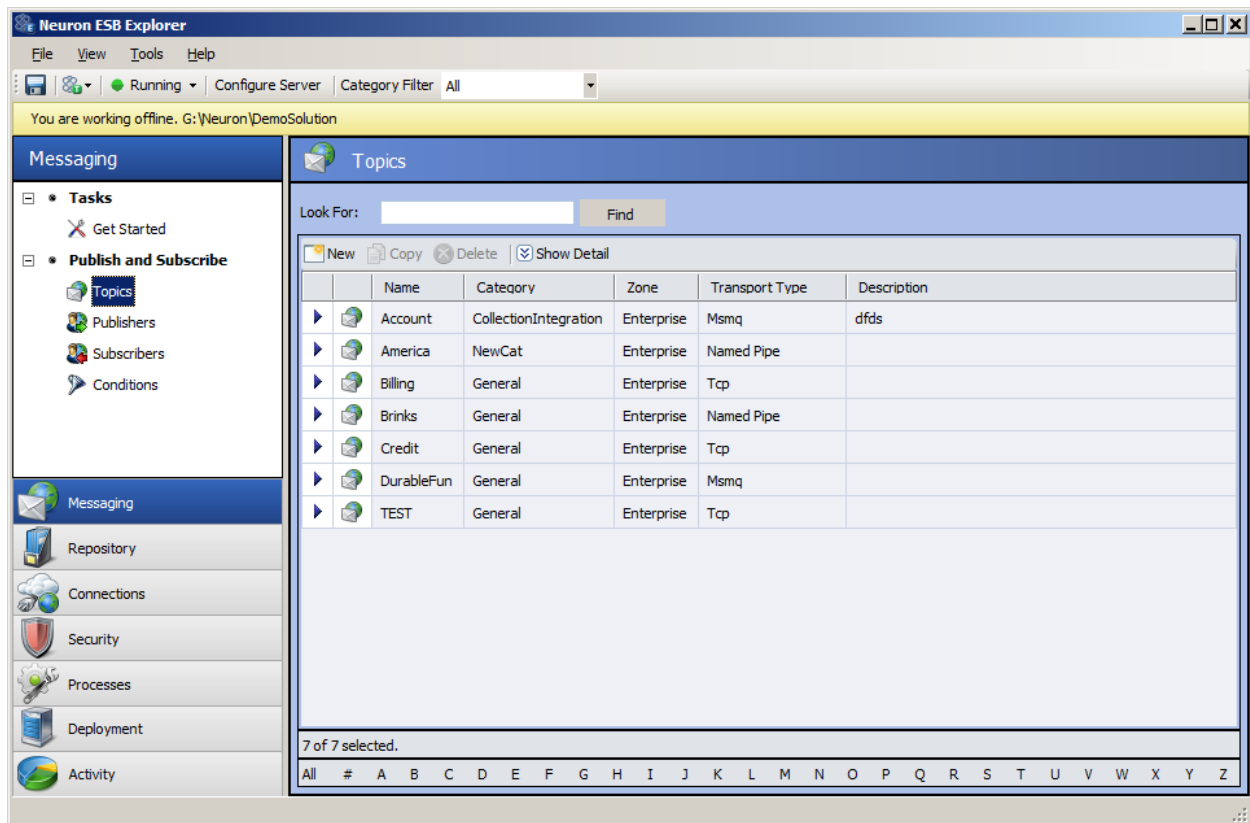 Neuron ESB Explorer
File View Tools Help
Running Configure Server Category Filter All
You are working offline. G:\Neuron\DemoSolution
Messaging
Tasks
Get Started
Publish and Subscribe
Topics
Publishers
Subscribers
Conditions
Messaging
Repository
Connections
Security
Processes
Deployment
Activity
Topics
Look For: Find
New Copy Delete Show Detail
Name Category Zone Transport Type Description
Account CollectionIntegration Enterprise Msmq dfds
America NewCat Enterprise Named Pipe
Billing General Enterprise Tcp
Brinks General Enterprise Named Pipe
Credit General Enterprise Tcp
DurableFun General Enterprise Msmq
TEST General Enterprise Tcp
7 of 7 selected.
All # A B C D E F G H I J K L M N O P Q R S T U V W X Y Z